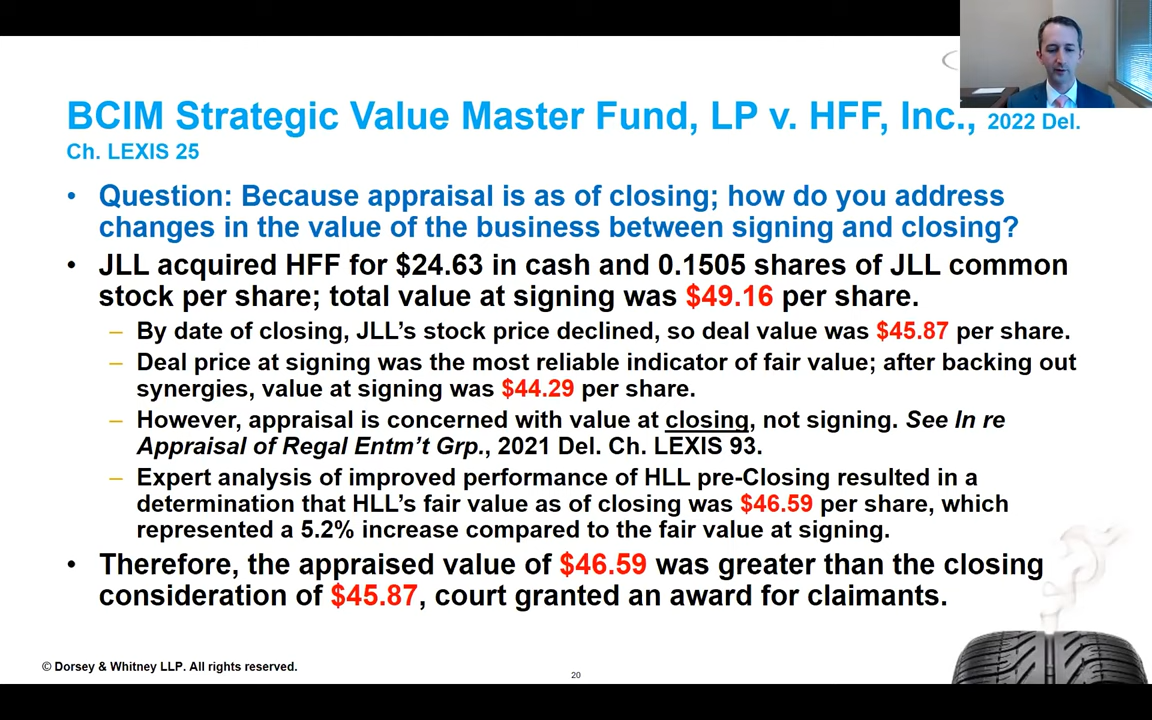 BCIM Strategic Value Master Fund, LP v. HFF, Inc., 2022 Del.
Ch. LEXIS 25
• Question: Because appraisal is as of closing; how do you address
changes in the value of the business between signing and closing?
• JLL acquired HFF for $24.63 in cash and 0.1505 shares of JLL common
stock per share; total value at signing was $49.16 per share.
– By date of closing, JLL’s stock price declined, so deal value was $45.87 per share.
– Deal price at signing was the most reliable indicator of fair value; after backing out
synergies, value at signing was $44.29 per share.
– However, appraisal is concerned with value at closing, not signing. See In re
Appraisal of Regal Entm’t Grp., 2021 Del. Ch. LEXIS 93.
– Expert analysis of improved performance of HLL pre-Closing resulted in a
determination that HLL’s fair value as of closing was $46.59 per share, which
represented a 5.2% increase compared to the fair value at signing.
• Therefore, the appraised value of $46.59 was greater than the closing
consideration of $45.87, court granted an award for claimants.
© Dorsey & Whitney LLP. All rights reserved.
20